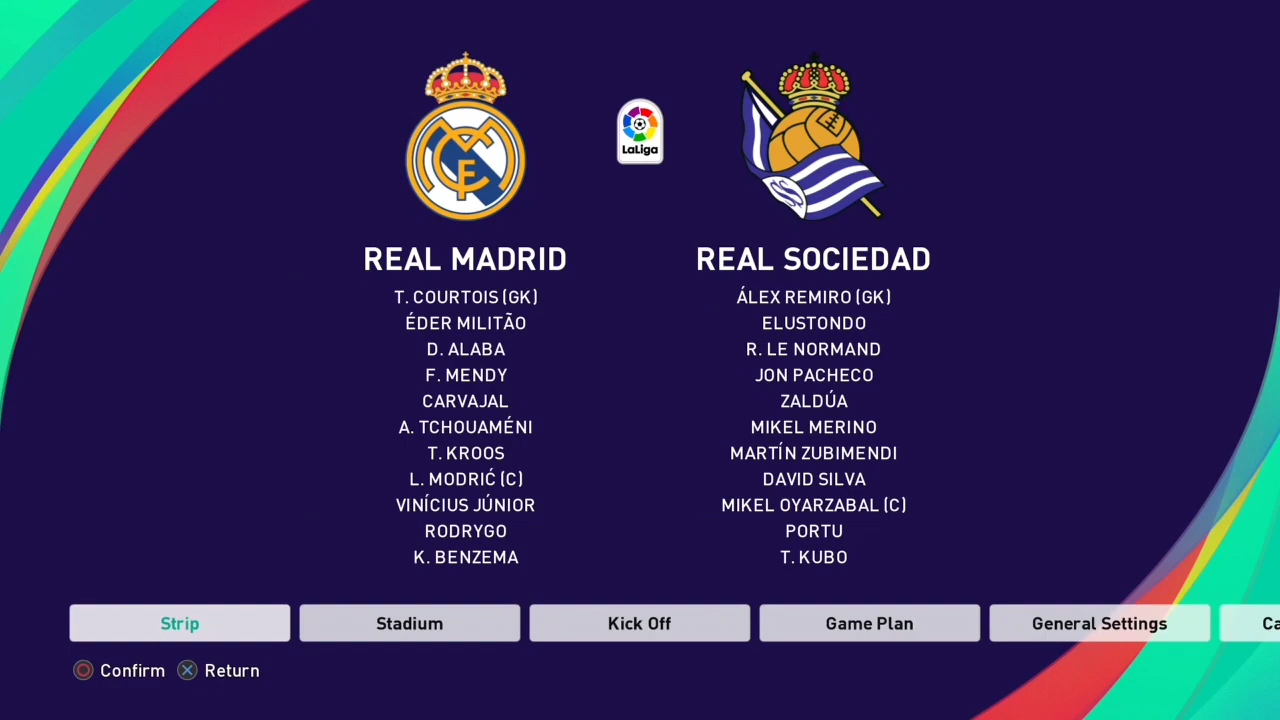 LaLiga
REAL MADRID
T. COURTOIS (GK)
ÉDER MILITÃO
D. ALABA
F. MENDY
CARVAJAL
A. TCHOUAMÉNI
T. KROOS
L. MODRIĆ (C)
VINÍCIUS JÚNIOR
RODRYGO
K. BENZEMA
REAL SOCIEDAD
ÁLEX REMIRO (GK)
ELUSTONDO
R. LE NORMAND
JON PACHECO
ZALDÚA
MIKEL MERINO
MARTÍN ZUBIMENDI
DAVID SILVA
MIKEL OYARZABAL (C)
PORTU
T. KUBO
Strip
Stadium
Kick Off
Game Plan
General Settings
Confirm
Return